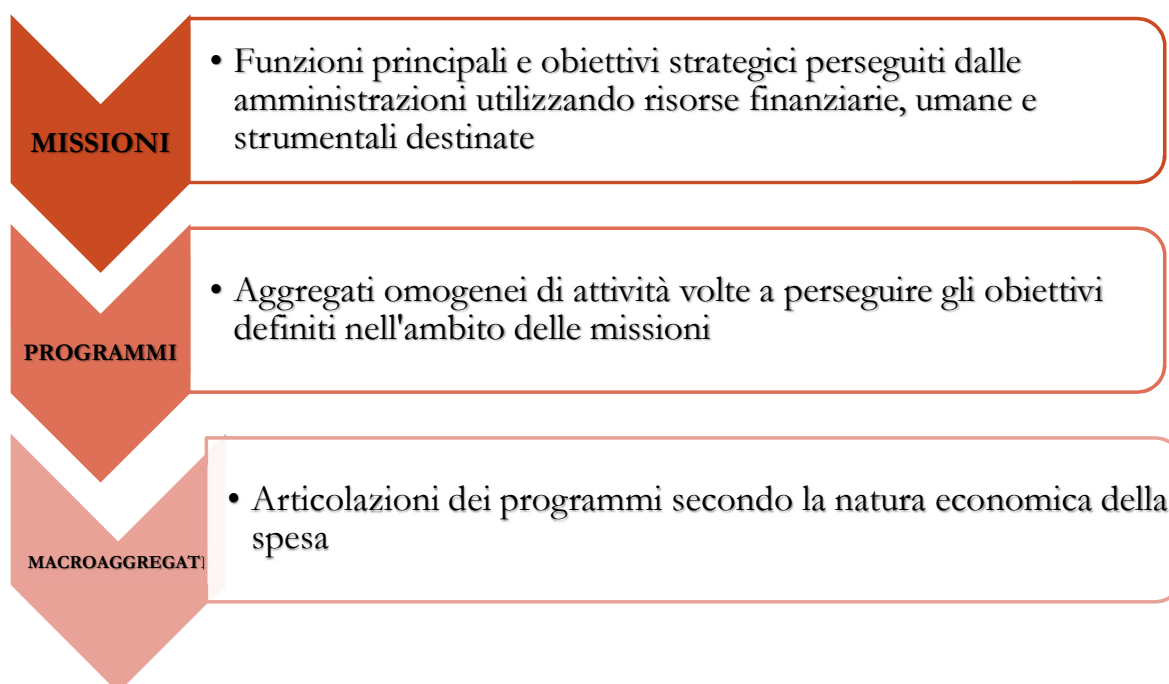 MISSIONI
• Funzioni principali e obiettivi strategici perseguiti dalle
amministrazioni utilizzando risorse finanziarie, umane e
strumentali destinate
PROGRAMMI
• Aggregati omogenei di attività volte a perseguire gli obiettivi
definiti nell'ambito delle missioni
MACROAGGREGATI
• Articolazioni dei programmi secondo la natura economica della
spesa